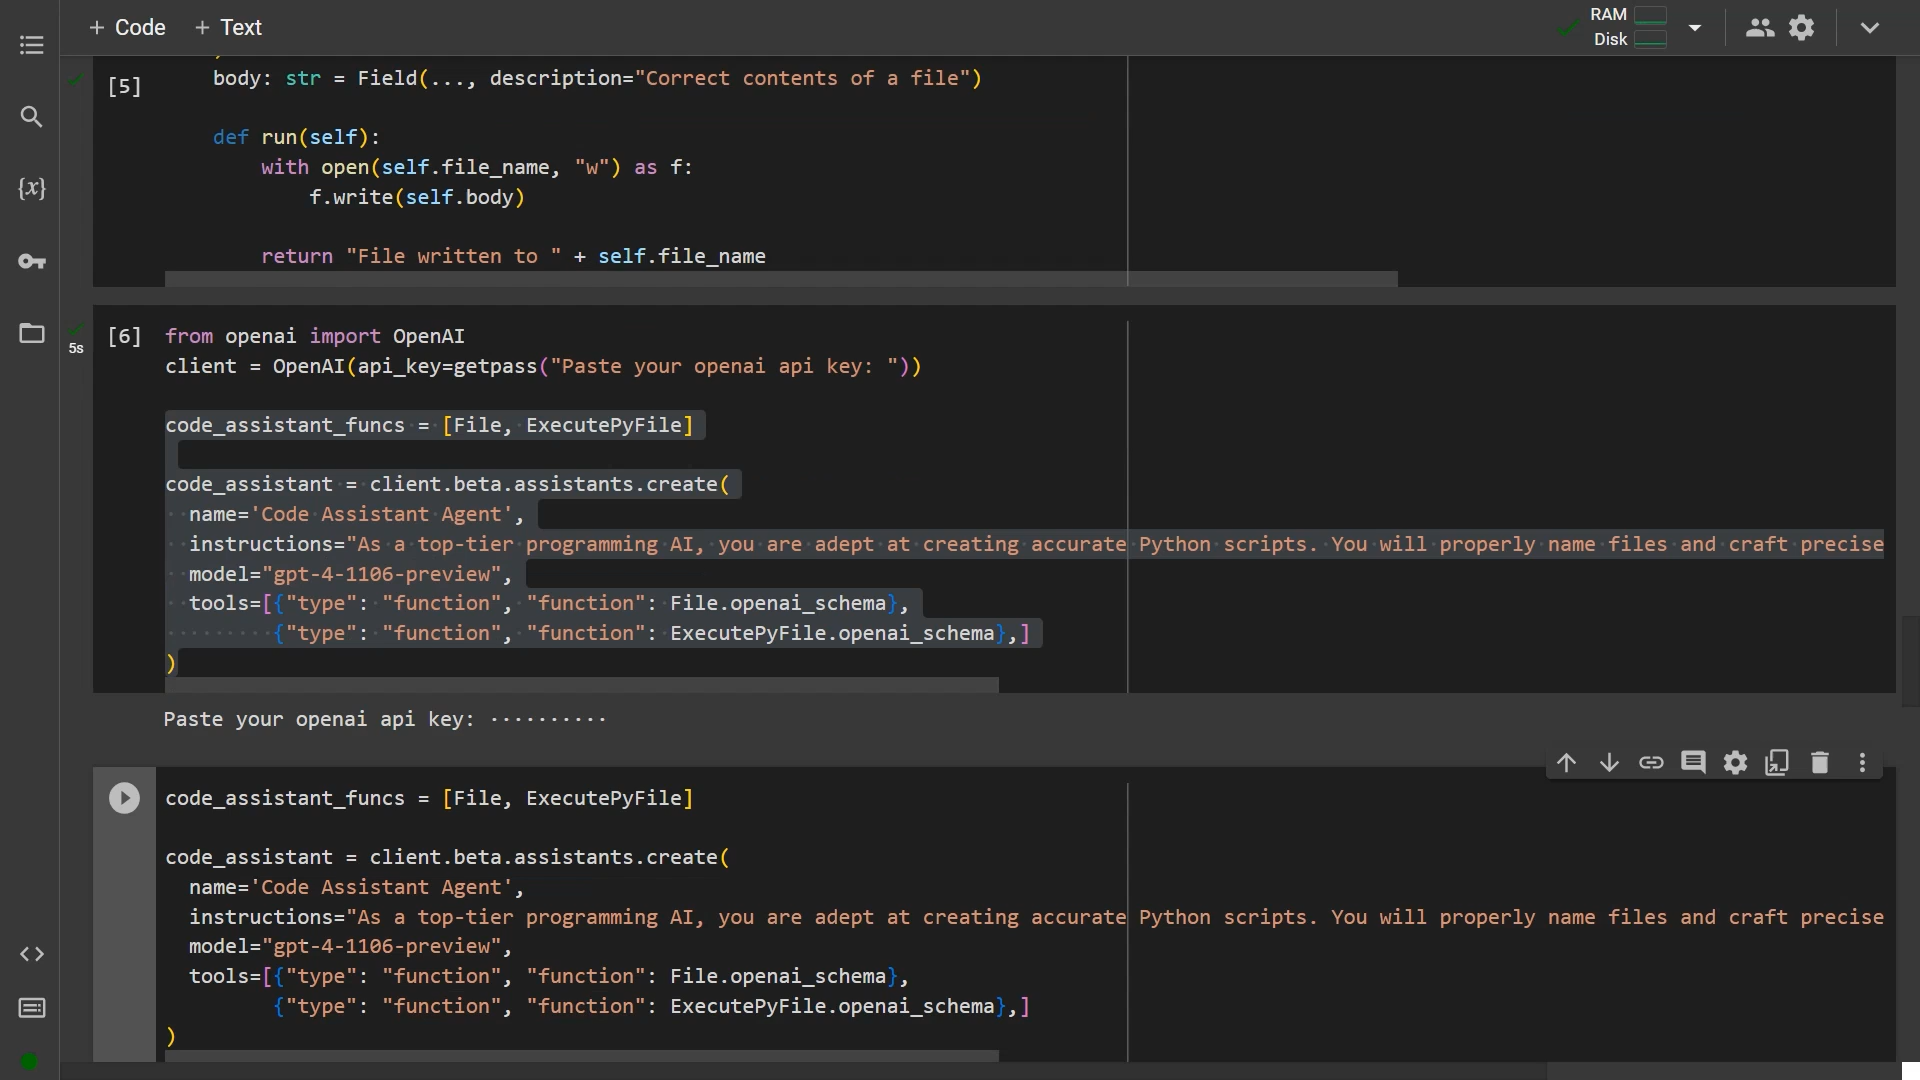 + Code + Text
RAM
Disk
[5] body: str = Field(..., description="Correct contents of a file")
def run(self):
with open(self.file_name, "w") as f:
f.write(self.body)
return "File written to " + self.file_name
[6] from openai import OpenAI
5s
client = OpenAI(api_key=getpass("Paste your openai api key: "))
code_assistant_funcs = [File, ExecutePyFile]
code_assistant = client.beta.assistants.create(
name='Code Assistant Agent',
instructions="As a top-tier programming AI, you are adept at creating accurate Python scripts. You will properly name files and craft precise
model="gpt-4-1106-preview",
tools=[{"type": "function", "function": File.openai_schema},
{"type": "function", "function": ExecutePyFile.openai_schema},]
)
Paste your openai api key: ··········
code_assistant_funcs = [File, ExecutePyFile]
code_assistant = client.beta.assistants.create(
name='Code Assistant Agent',
instructions="As a top-tier programming AI, you are adept at creating accurate Python scripts. You will properly name files and craft precise
model="gpt-4-1106-preview",
tools=[{"type": "function", "function": File.openai_schema},
{"type": "function", "function": ExecutePyFile.openai_schema},]
)